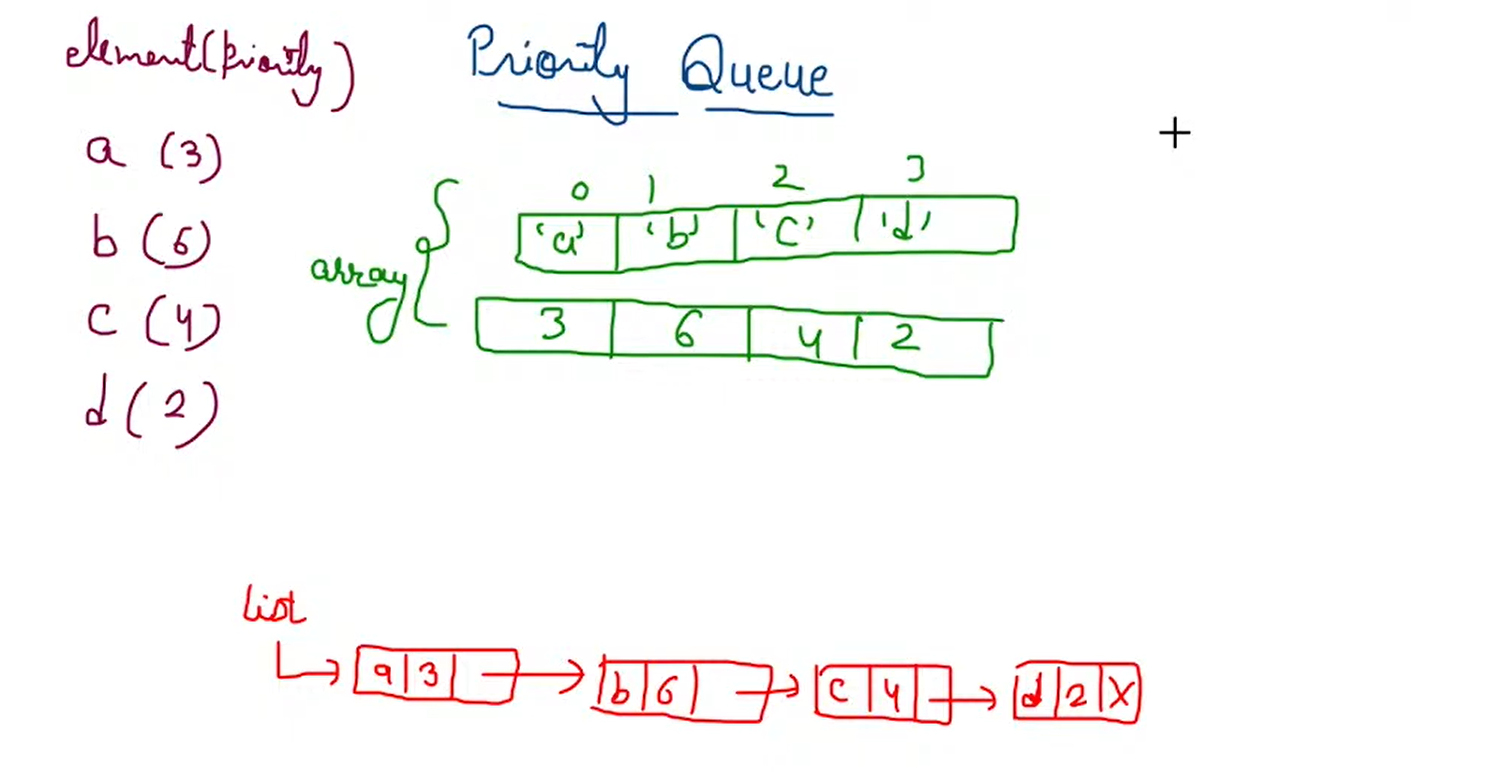 element(Priority)
Priority Queue
a (3)
b (6)
c (4)
d (2)
array
0 1 2 3
'a' 'b' 'c' 'd'
3 6 4 2
list
a 3 b 6 c 4 d 2 X